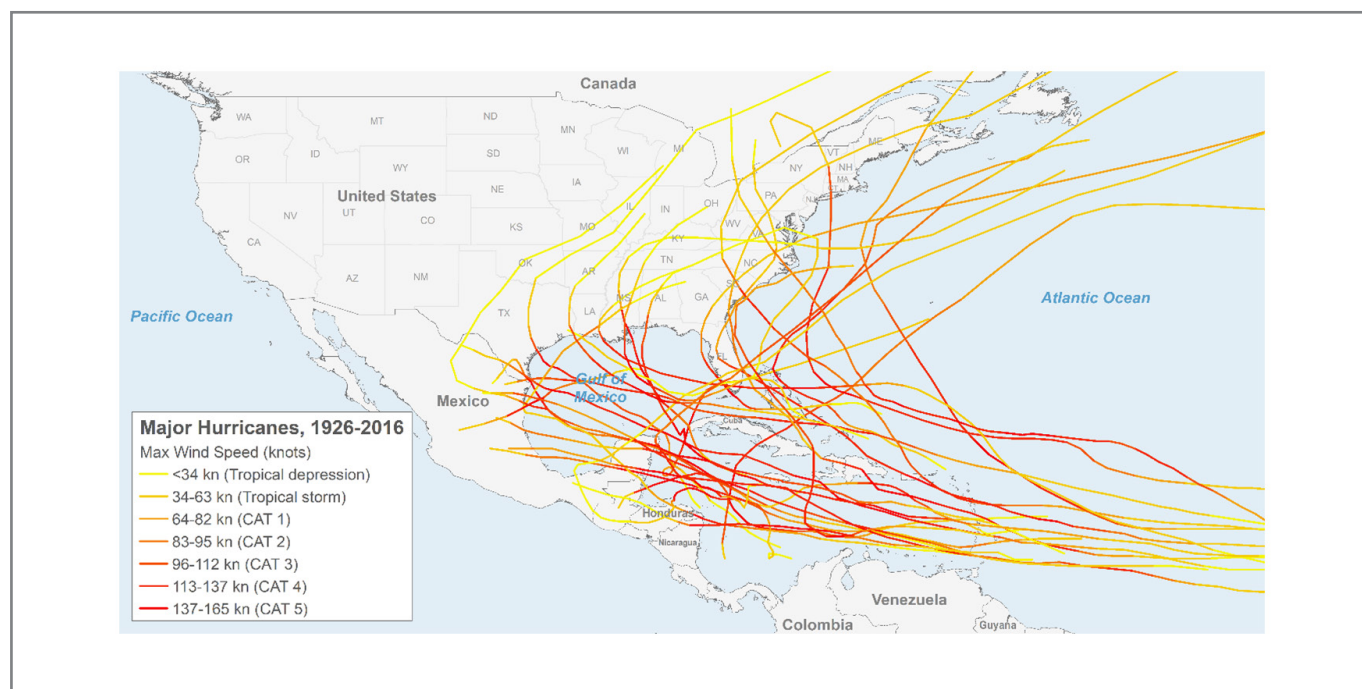 Canada
WA
MT
ND
MN
ME
OR
ID
SD
WI
MI
VT
NY
NH
MA
CT
WY
United States
NE
IA
PA
NJ
NV
UT
CO
IL
IN
OH
WV
VA
CA
KS
MO
KY
AZ
NM
OK
AR
TN
NC
SC
TX
LA
MS
AL
GA
FL
Pacific Ocean
Atlantic Ocean
Gulf of
Mexico
Mexico
Cuba
Honduras
Nicaragua
Venezuela
Colombia
Guyana
Major Hurricanes, 1926-2016
Max Wind Speed (knots)
<34 kn (Tropical depression)
34-63 kn (Tropical storm)
64-82 kn (CAT 1)
83-95 kn (CAT 2)
96-112 kn (CAT 3)
113-137 kn (CAT 4)
137-165 kn (CAT 5)